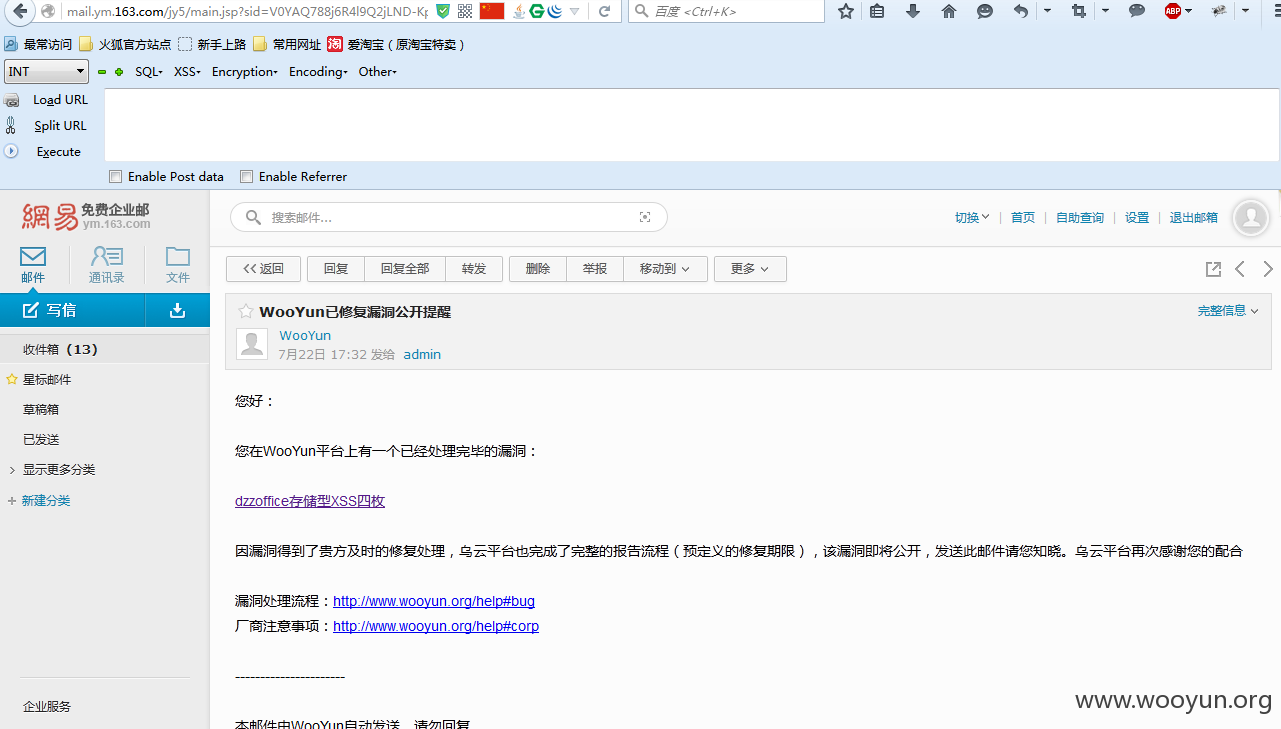 mail.ym.163.com/jy5/main.jsp?sid=V0YAQ788j6R4l9Q2jLND-Kp
百度 <Ctrl+K>
ABP
最常访问 火狐官方站点 新手上路 常用网址 淘 爱淘宝（原淘宝特卖）
INT SQL XSS Encryption Encoding Other
Load URL
Split URL
Execute
Enable Post data Enable Referrer
網易 免费企业邮
ym.163.com
搜索邮件...
切换 | 首页 | 自助查询 | 设置 | 退出邮箱
邮件 通讯录 文件
<<返回 回复 回复全部 转发 删除 举报 移动到 更多
写信
WooYun已修复漏洞公开提醒
完整信息
WooYun
7月22日 17:32 发给 admin
收件箱 (13)
星标邮件
草稿箱
已发送
显示更多分类
+ 新建分类
您好：
您在WooYun平台上有一个已经处理完毕的漏洞：
dzzoffice存储型XSS四枚
因漏洞得到了贵方及时的修复处理，乌云平台也完成了完整的报告流程（预定义的修复期限），该漏洞即将公开，发送此邮件请您知晓。乌云平台再次感谢您的配合
漏洞处理流程：http://www.wooyun.org/help#bug
厂商注意事项：http://www.wooyun.org/help#corp
----------------------
企业服务
本邮件由WooYun自动发送，请勿回复
www.wooyun.org